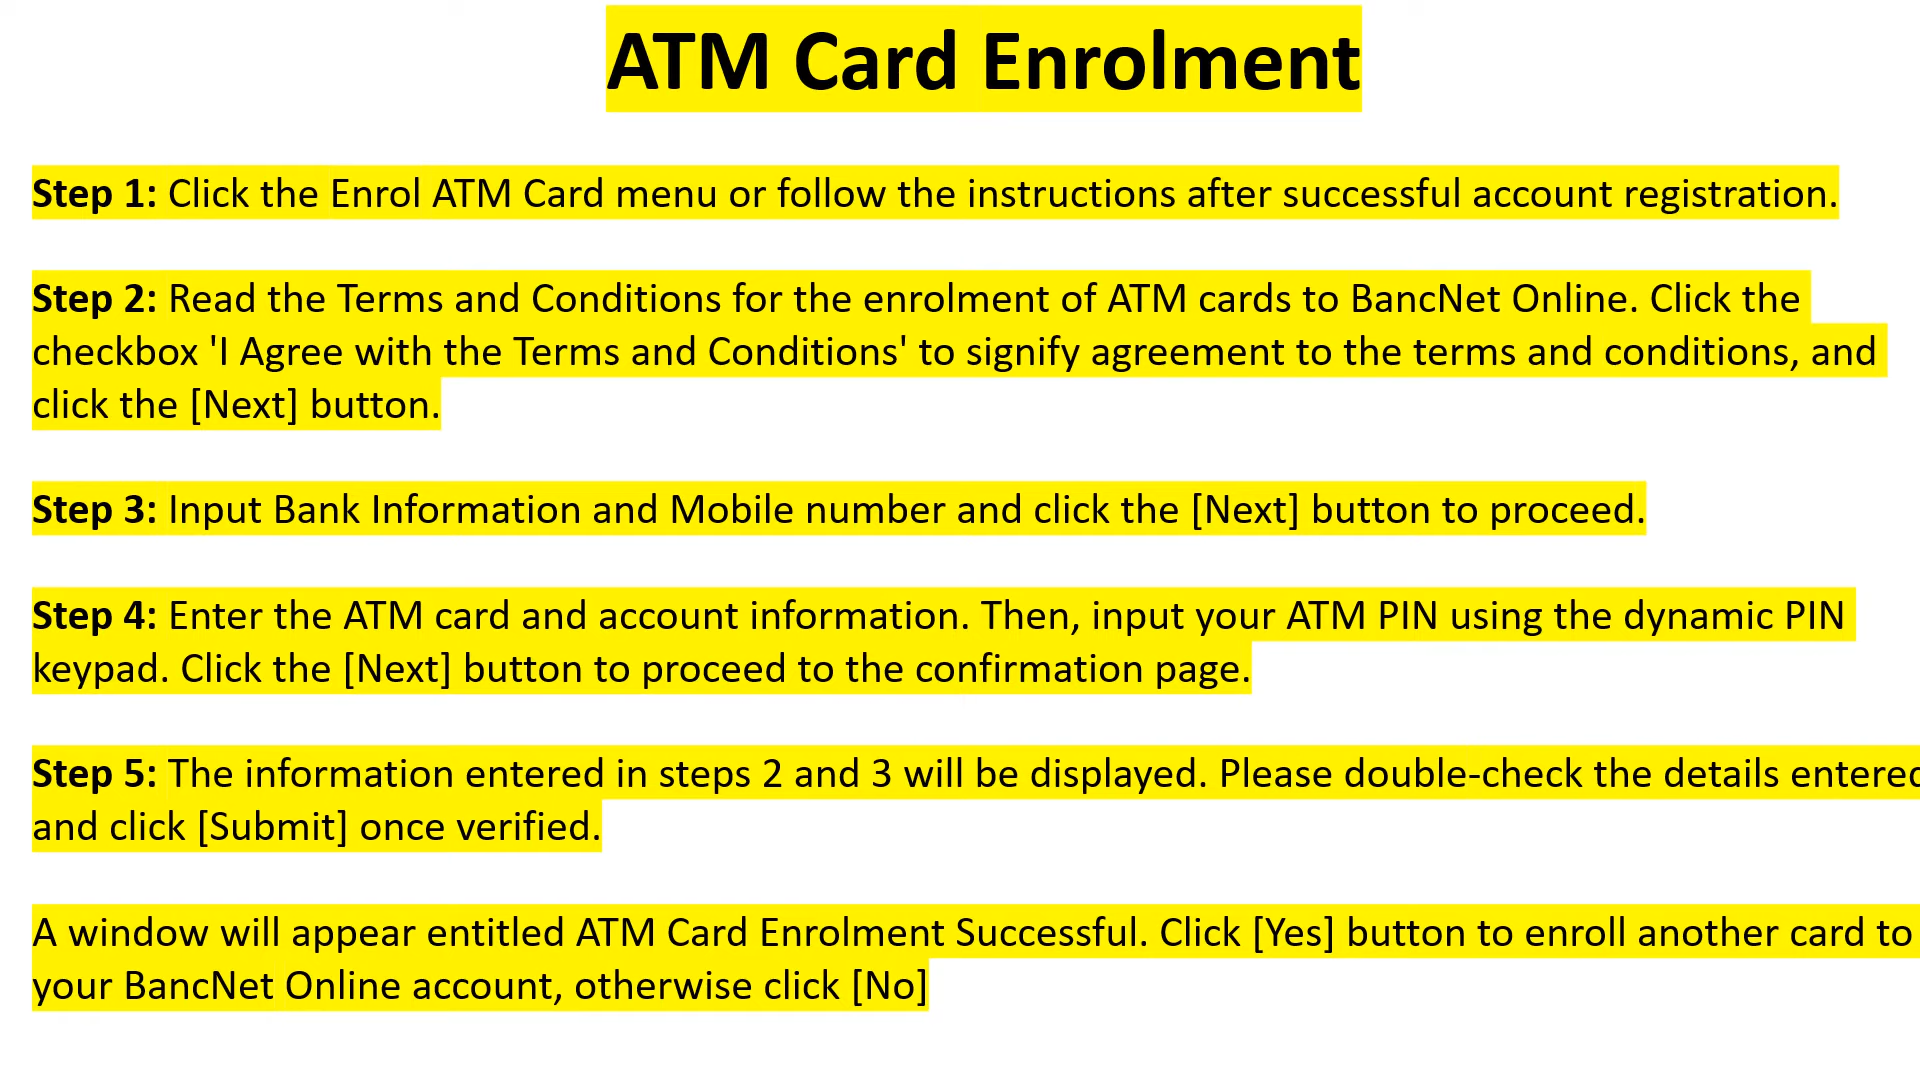 ATM Card Enrolment
Step 1: Click the Enrol ATM Card menu or follow the instructions after successful account registration.
Step 2: Read the Terms and Conditions for the enrolment of ATM cards to BancNet Online. Click the
checkbox 'I Agree with the Terms and Conditions' to signify agreement to the terms and conditions, and
click the [Next] button.
Step 3: Input Bank Information and Mobile number and click the [Next] button to proceed.
Step 4: Enter the ATM card and account information. Then, input your ATM PIN using the dynamic PIN
keypad. Click the [Next] button to proceed to the confirmation page.
Step 5: The information entered in steps 2 and 3 will be displayed. Please double-check the details entered
and click [Submit] once verified.
A window will appear entitled ATM Card Enrolment Successful. Click [Yes] button to enroll another card to
your BancNet Online account, otherwise click [No]